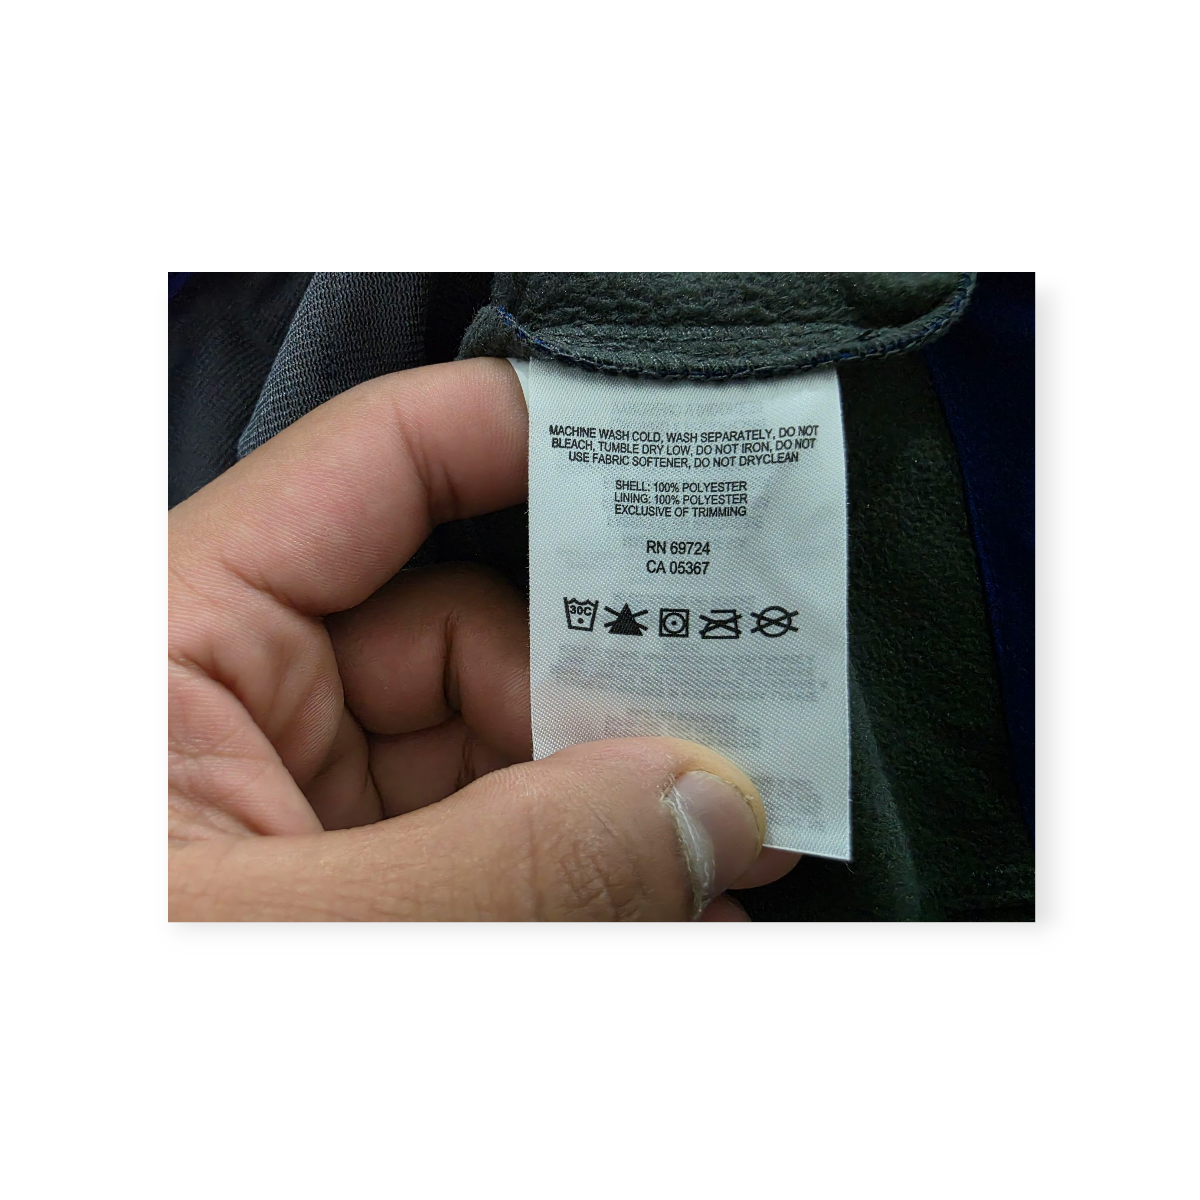 MACHINE WASH COLD, WASH SEPARATELY, DO NOT
BLEACH, TUMBLE DRY LOW, DO NOT IRON, DO NOT
USE FABRIC SOFTENER, DO NOT DRYCLEAN
SHELL: 100% POLYESTER
LINING: 100% POLYESTER
EXCLUSIVE OF TRIMMING
RN 69724
CA 05367
30C